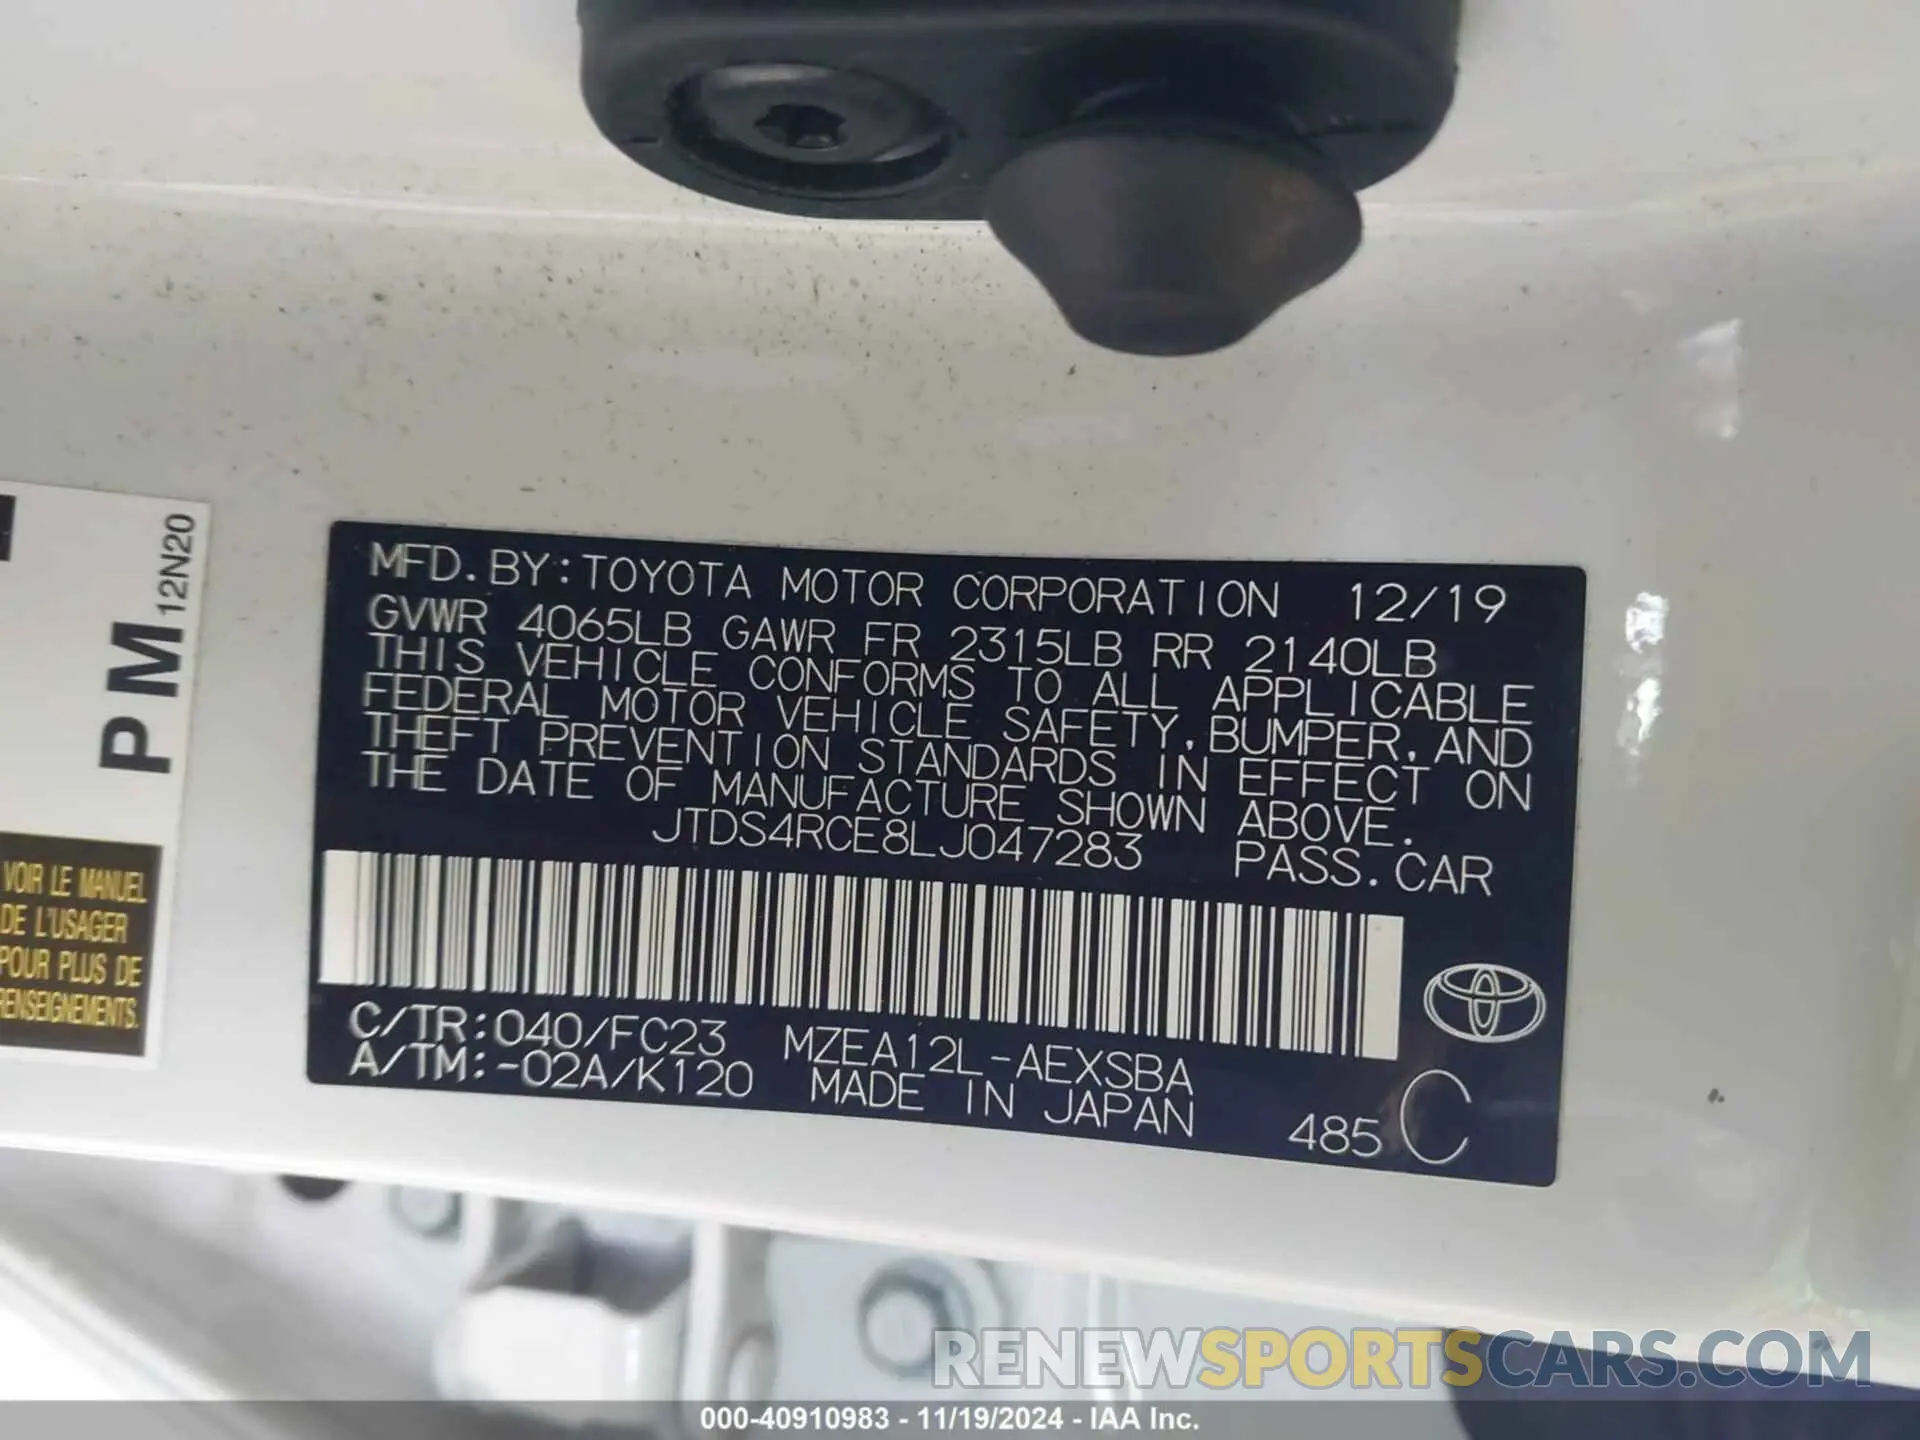 MFD. BY: TOYOTA MOTOR CORPORATION 12/19
GVWR 4065LB GAWR FR 2315LB RR 2140LB
THIS VEHICLE CONFORMS TO ALL APPLICABLE
FEDERAL MOTOR VEHICLE SAFETY, BUMPER, AND
THEFT PREVENTION STANDARDS IN EFFECT ON
THE DATE OF MANUFACTURE SHOWN ABOVE.
JTDS4RCE8LJ047283 PASS. CAR
C/TR: 040/FC23 MZEA12L-AEXSBA
A/TM: -02A/K120 MADE IN JAPAN 485 C
PM 12N20
VOIR LE MANUEL
DE L'USAGER
POUR PLUS DE
RENSEIGNEMENTS.
RENEWSPORTSCARS.COM
000-40910983 - 11/19/2024 - IAA Inc.